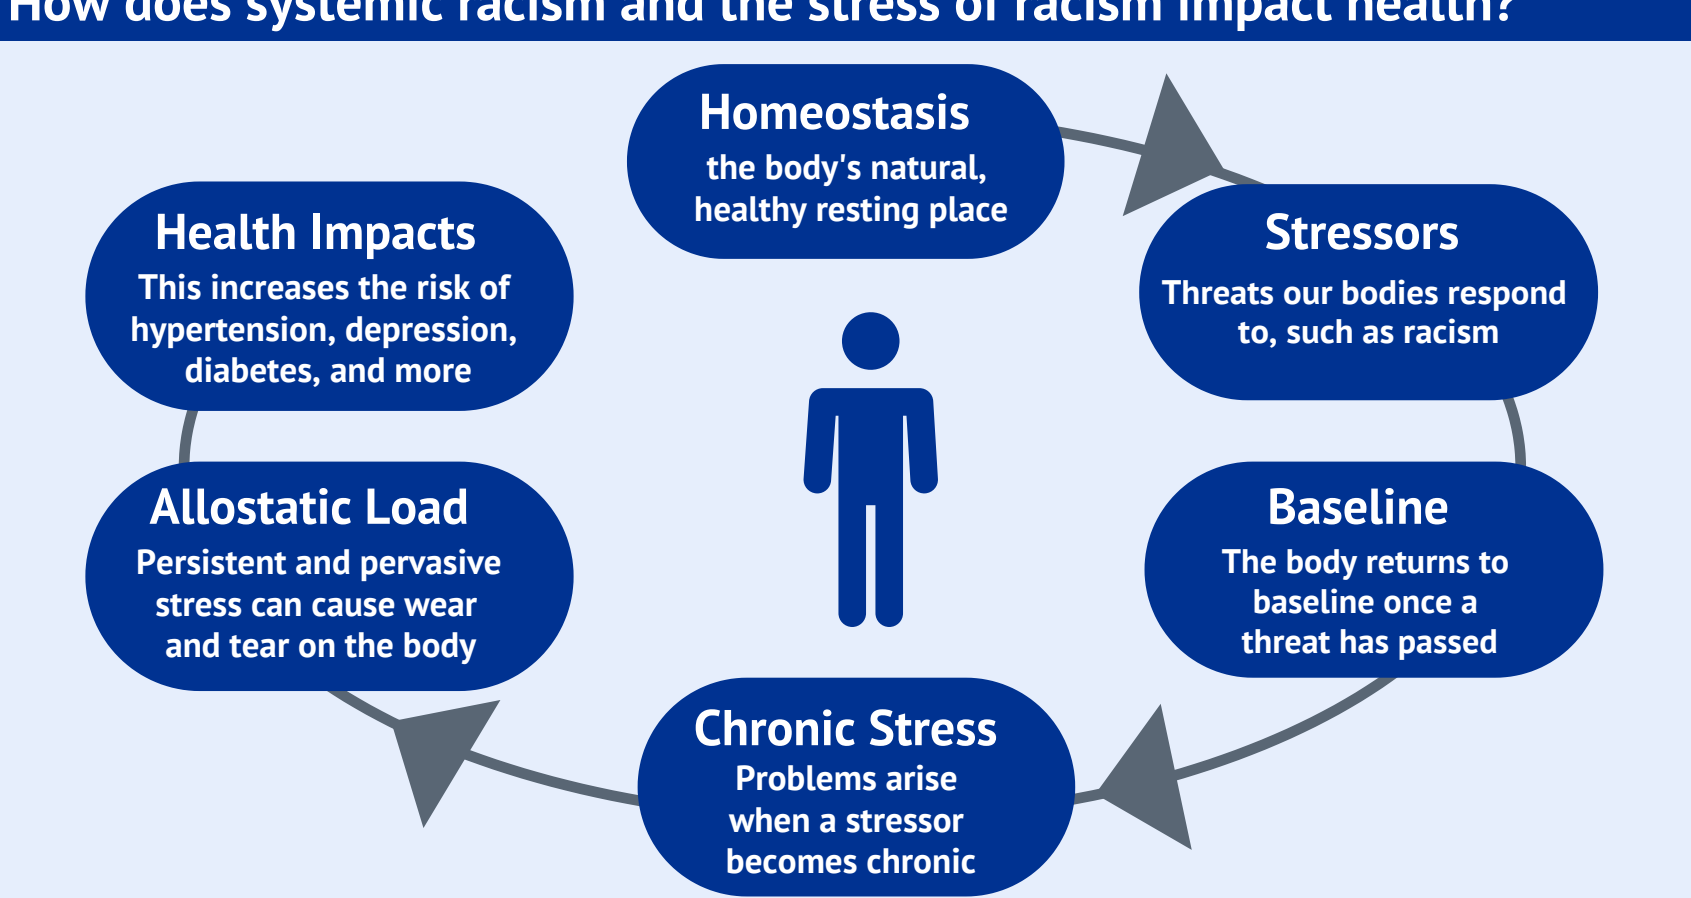 How does systemic racism and the stress of racism impact health?
Homeostasis
the body's natural,
healthy resting place
Stressors
Threats our bodies respond
to, such as racism
Baseline
The body returns to
baseline once a
threat has passed
Chronic Stress
Problems arise
when a stressor
becomes chronic
Allostatic Load
Persistent and pervasive
stress can cause wear
and tear on the body
Health Impacts
This increases the risk of
hypertension, depression,
diabetes, and more